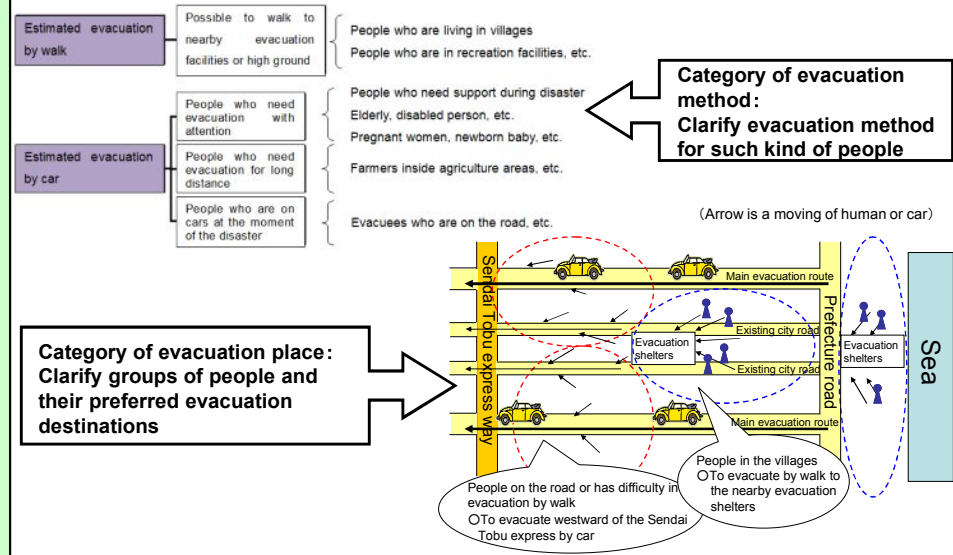 Estimated evacuation
by walk
Possible to walk to
nearby evacuation
facilities or high ground
People who are living in villages
People who are in recreation facilities, etc.
Category of evacuation
method:
Clarify evacuation method
for such kind of people
Estimated evacuation
by car
People who need
evacuation with
attention
People who need support during disaster
Elderly, disabled person, etc.
Pregnant women, newborn baby, etc.
People who need
evacuation for long
distance
Farmers inside agriculture areas, etc.
People who are on
cars at the moment
of the disaster
Evacuees who are on the road, etc.
(Arrow is a moving of human or car)
Sendai Tobu express way
Main evacuation route
Existing city road
Evacuation
shelters
Existing city road
Main evacuation route
Prefecture road
Evacuation
shelters
Sea
Category of evacuation place:
Clarify groups of people and
their preferred evacuation
destinations
People on the road or has difficulty in
evacuation by walk
○To evacuate westward of the Sendai
Tobu express by car
People in the villages
○To evacuate by walk to
the nearby evacuation
shelters